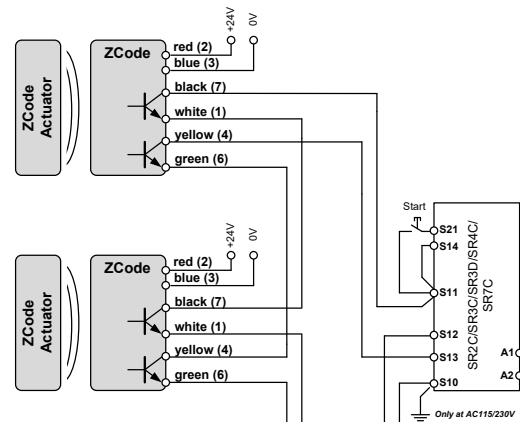 +24V
0V
ZCode
Actuator
ZCode
red (2)
blue (3)
black (7)
white (1)
yellow (4)
green (6)
+24V
0V
ZCode
Actuator
ZCode
red (2)
blue (3)
black (7)
white (1)
yellow (4)
green (6)
Start
S21
S14
S11
S12
S13
S10
SR2C/SR3C/SR3D/SR4C/
SR7C
A1
A2
Only at AC115/230V